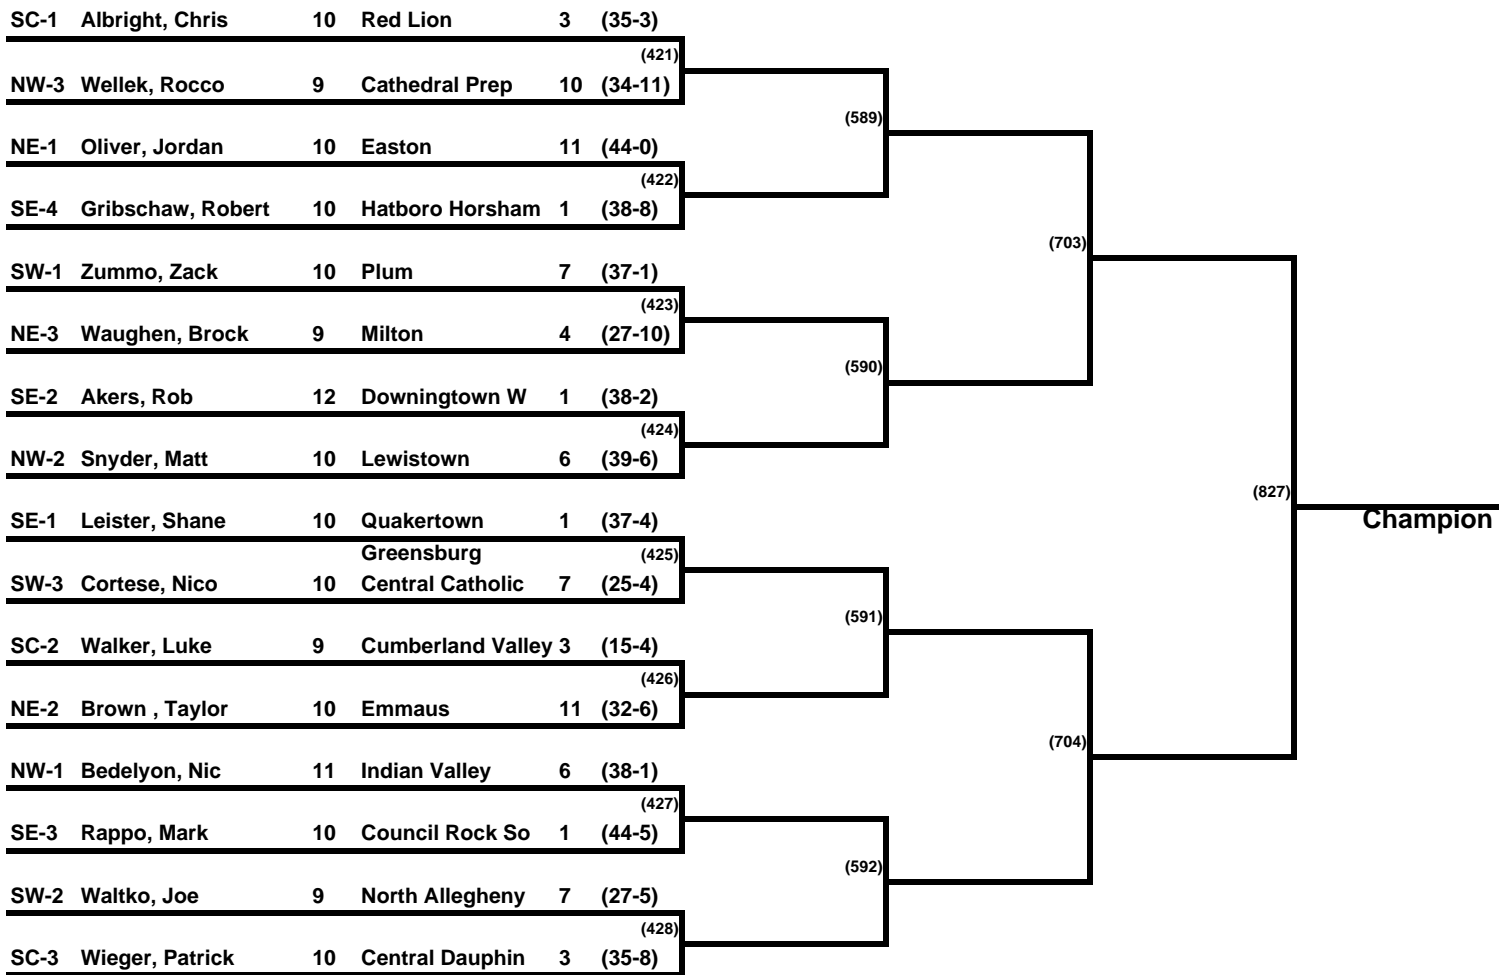 SC-1 Albright, Chris 10 Red Lion 3 (35-3)
(421)
NW-3 Wellek, Rocco 9 Cathedral Prep 10 (34-11)
(589)
NE-1 Oliver, Jordan 10 Easton 11 (44-0)
(422)
SE-4 Gribschaw, Robert 10 Hatboro Horsham 1 (38-8)
(703)
SW-1 Zummo, Zack 10 Plum 7 (37-1)
(423)
NE-3 Waughen, Brock 9 Milton 4 (27-10)
(590)
SE-2 Akers, Rob 12 Downingtown W 1 (38-2)
(424)
NW-2 Snyder, Matt 10 Lewistown 6 (39-6)
(827)
SE-1 Leister, Shane 10 Quakertown 1 (37-4)
Champion
Greensburg (425)
SW-3 Cortese, Nico 10 Central Catholic 7 (25-4)
(591)
SC-2 Walker, Luke 9 Cumberland Valley 3 (15-4)
(426)
NE-2 Brown , Taylor 10 Emmaus 11 (32-6)
(704)
NW-1 Bedelyon, Nic 11 Indian Valley 6 (38-1)
(427)
SE-3 Rappo, Mark 10 Council Rock So 1 (44-5)
(592)
SW-2 Waltko, Joe 9 North Allegheny 7 (27-5)
(428)
SC-3 Wieger, Patrick 10 Central Dauphin 3 (35-8)